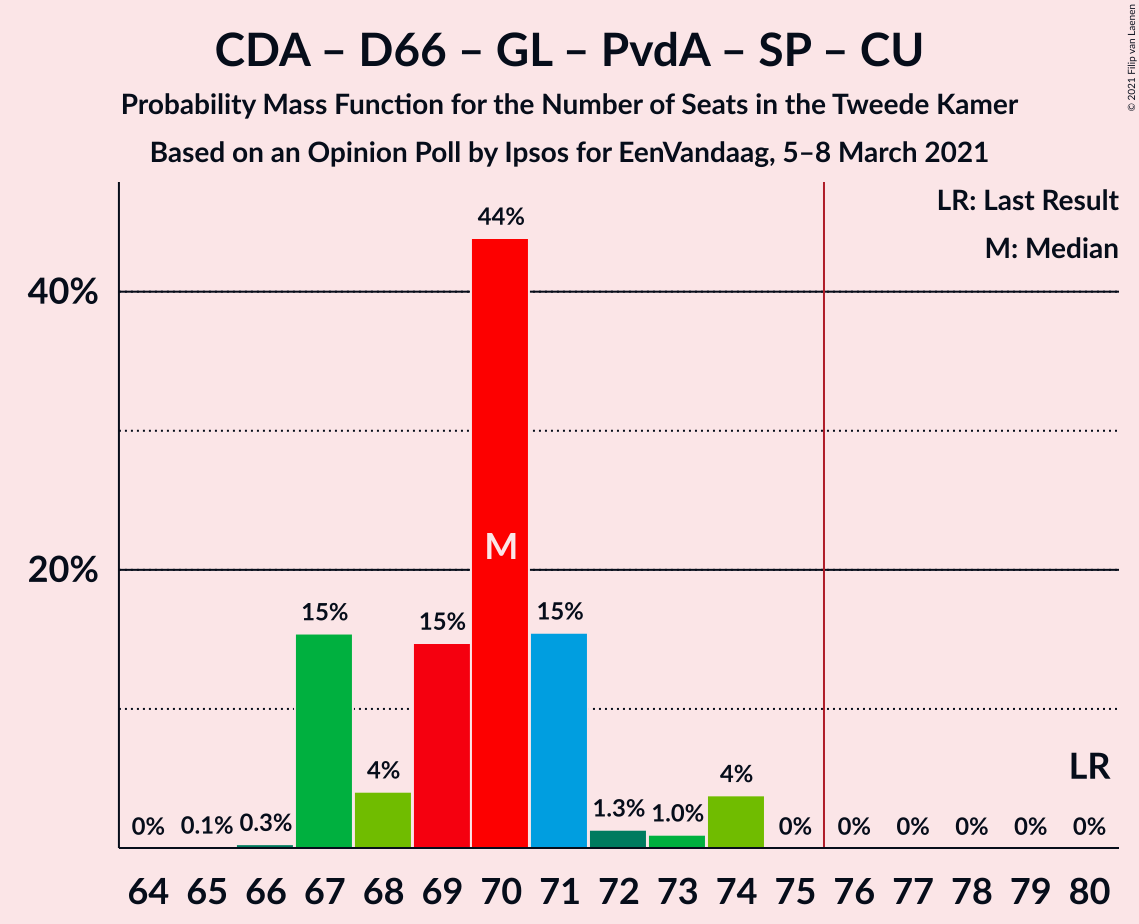 CDA – D66 – GL – PvdA – SP – CU
Probability Mass Function for the Number of Seats in the Tweede Kamer
Based on an Opinion Poll by Ipsos for EenVandaag, 5–8 March 2021
© 2021 Filip van Laenen
LR: Last Result
M: Median
44%
40%
M
20%
15%
15%
15%
4%
4%
LR
0%
0.1%
0.3%
1.3%
1.0%
0%
0%
0%
0%
0%
0%
64 65 66 67 68 69 70 71 72 73 74 75 76 77 78 79 80